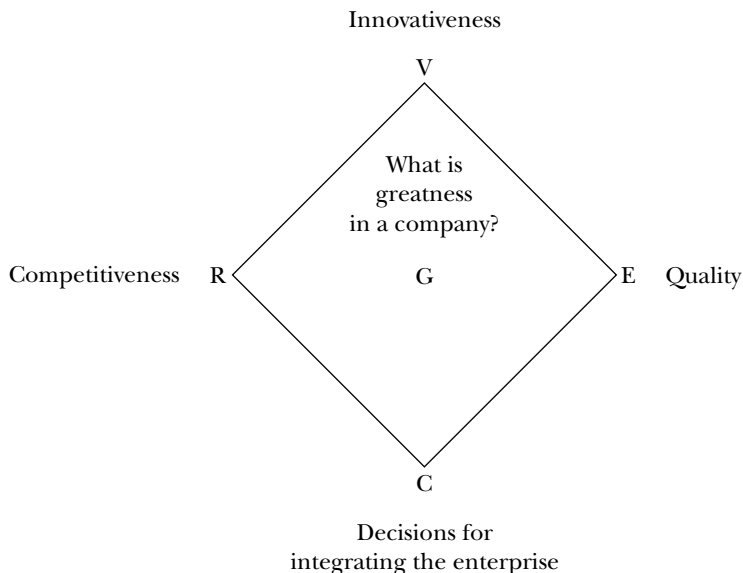 Innovativeness
V
What is
greatness
in a company?
Competitiveness R G E Quality
C
Decisions for
integrating the enterprise